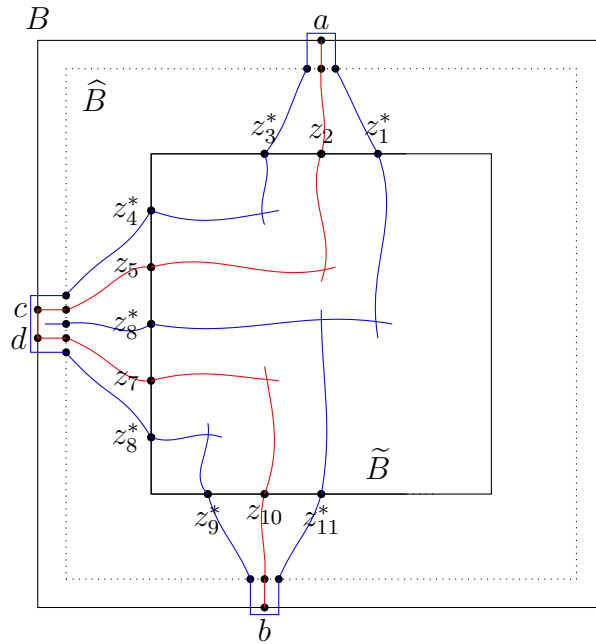 B a
B̂
z₃* z₂ z₁*
z₄*
z₅
c
z₈*
d
z₇
z₈*
B̃
z₉* z₁₀ z₁₁*
b